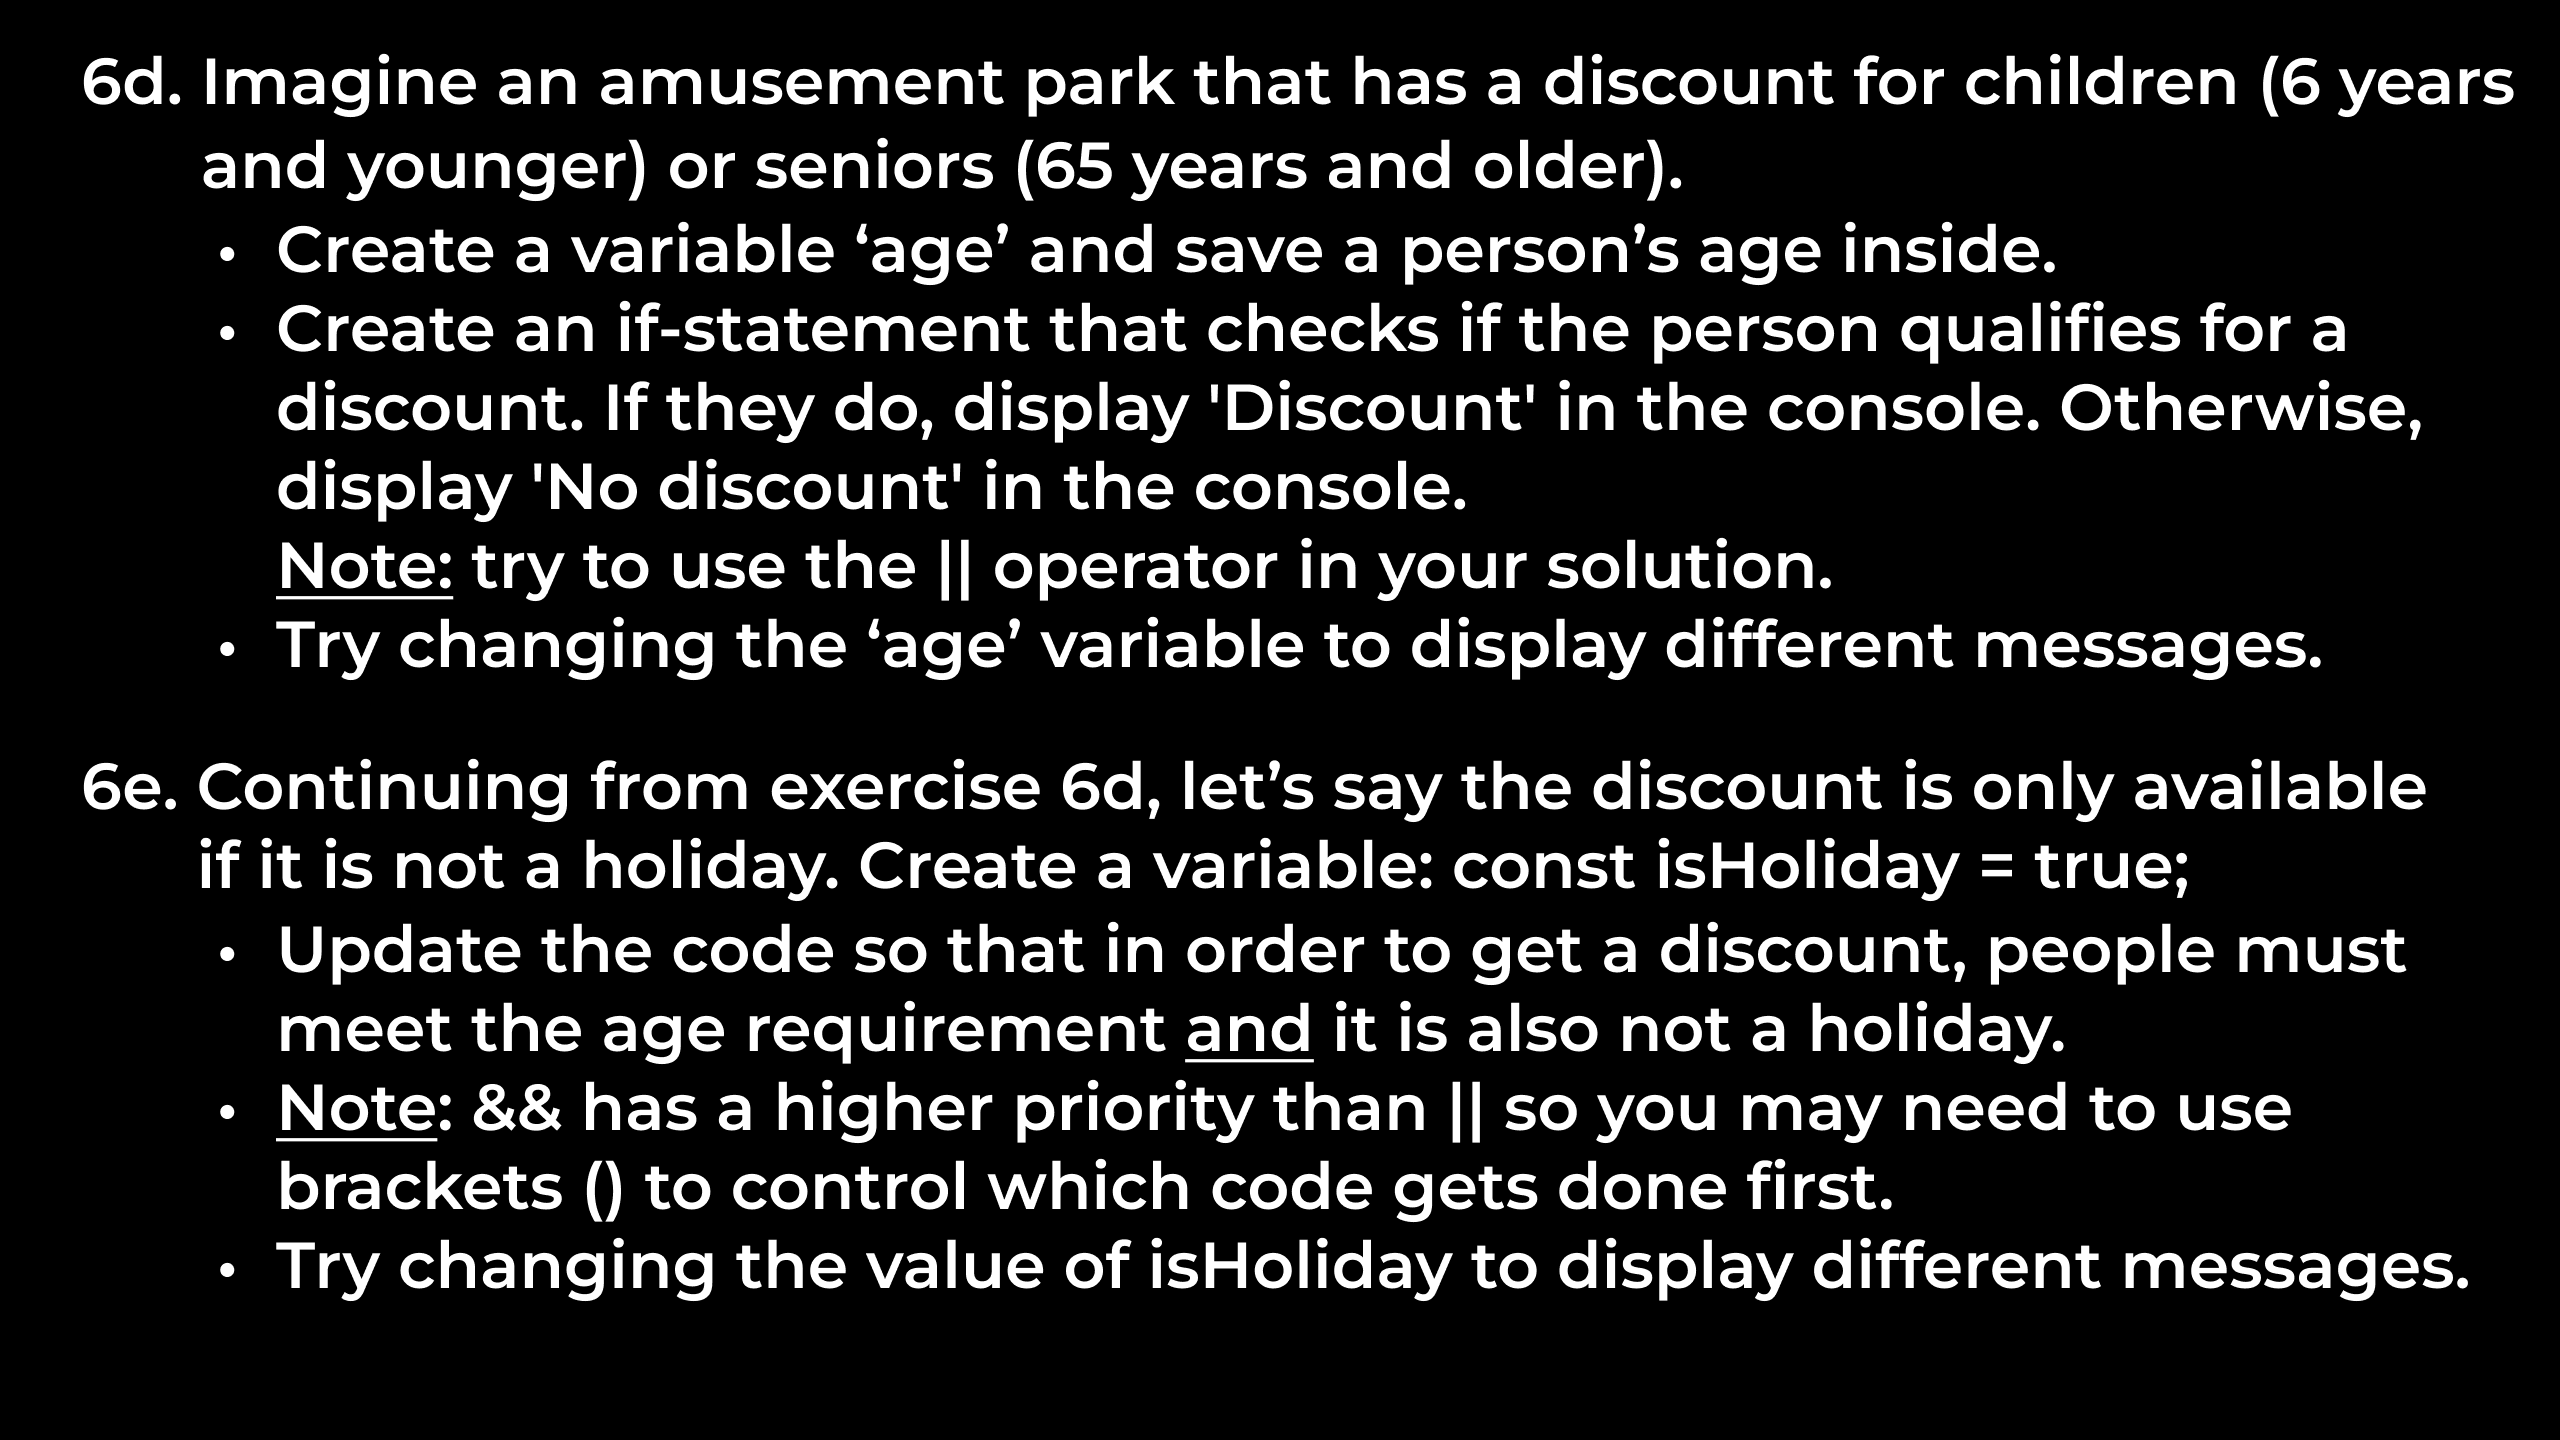 6d. Imagine an amusement park that has a discount for children (6 years
and younger) or seniors (65 years and older).
• Create a variable ‘age’ and save a person’s age inside.
• Create an if-statement that checks if the person qualifies for a
discount. If they do, display 'Discount' in the console. Otherwise,
display 'No discount' in the console.
Note: try to use the || operator in your solution.
• Try changing the ‘age’ variable to display different messages.
6e. Continuing from exercise 6d, let’s say the discount is only available
if it is not a holiday. Create a variable: const isHoliday = true;
• Update the code so that in order to get a discount, people must
meet the age requirement and it is also not a holiday.
• Note: && has a higher priority than || so you may need to use
brackets () to control which code gets done first.
• Try changing the value of isHoliday to display different messages.